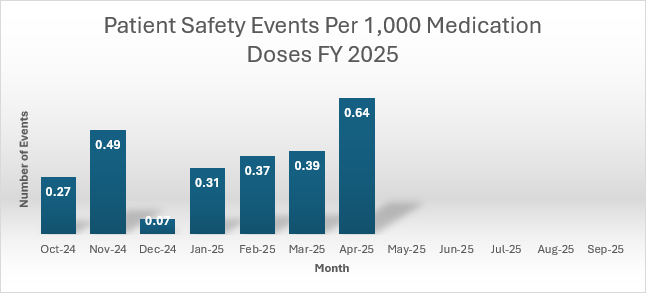 Patient Safety Events Per 1,000 Medication
Doses FY 2025
Number of Events
0.27
0.49
0.07
0.31
0.37
0.39
0.64
Oct-24 Nov-24 Dec-24 Jan-25 Feb-25 Mar-25 Apr-25 May-25 Jun-25 Jul-25 Aug-25 Sep-25
Month